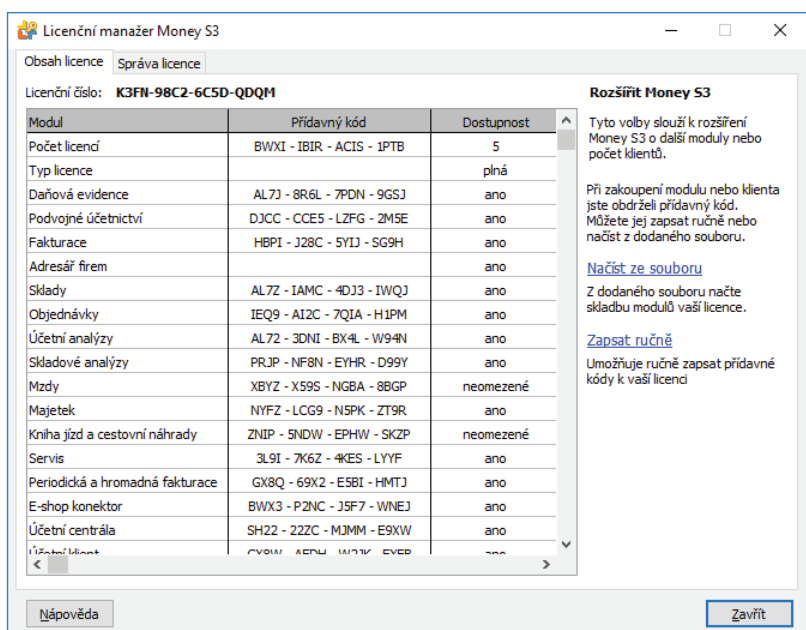 Licenční manažer Money S3
Obsah licence Správa licence
Licenční číslo: K3FN-98C2-6C5D-QDQM
Modul Přídavný kód Dostupnost
Počet licencí BWXI - IBIR - ACIS - 1PTB 5
Typ licence plná
Daňová evidence AL7J - 8R6L - 7PDN - 9GSJ ano
Podvojné účetnictví DJCC - CCE5 - LZFG - 2M5E ano
Fakturace HBPI - J28C - 5YIJ - SG9H ano
Adresář firem ano
Sklady AL7Z - IAMC - 4DJ3 - IWQJ ano
Objednávky IEQ9 - AI2C - 7QIA - H1PM ano
Účetní analýzy AL72 - 3DNI - BX4L - W94N ano
Skladové analýzy PRJP - NF8N - EYHR - D99Y ano
Mzdy XBYZ - X59S - NGBA - 8BGP neomezené
Majetek NYFZ - LCG9 - N5PK - ZT9R ano
Kniha jízd a cestovní náhrady ZNIP - 5NDW - EPHW - SKZP neomezené
Servis 3L9I - 7K6Z - 4KES - LYYF ano
Periodická a hromadná fakturace GX8Q - 69X2 - E5BI - HMTJ ano
E-shop konektor BWX3 - P2NC - J5F7 - WNEJ ano
Účetní centrála SH22 - 22ZC - MJMM - E9XW ano
Účetní klient
Rozšířit Money S3
Tyto volby slouží k rozšíření
Money S3 o další moduly nebo
počet klientů.
Při zakoupení modulu nebo klienta
jste obdrželi přídavný kód.
Můžete jej zapsat ručně nebo
načíst z dodaného souboru.
Načíst ze souboru
Z dodaného souboru načte
skladbu modulů vaší licence.
Zapsat ručně
Umožňuje ručně zapsat přídavné
kódy k vaší licenci
Nápověda Zavřít